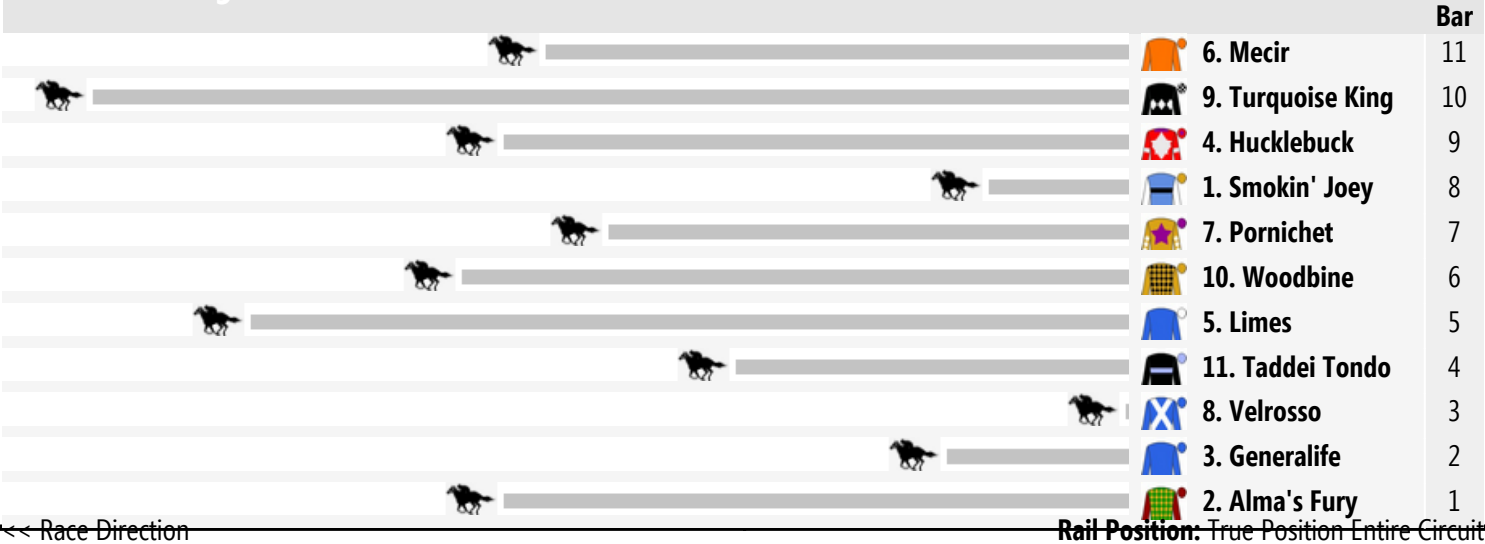 Bar
6. Mecir 11
9. Turquoise King 10
4. Hucklebuck 9
1. Smokin' Joey 8
7. Pornichet 7
10. Woodbine 6
5. Limes 5
11. Taddei Tondo 4
8. Velrosso 3
3. Generalife 2
2. Alma's Fury 1
<< Race Direction Rail Position: True Position Entire Circuit